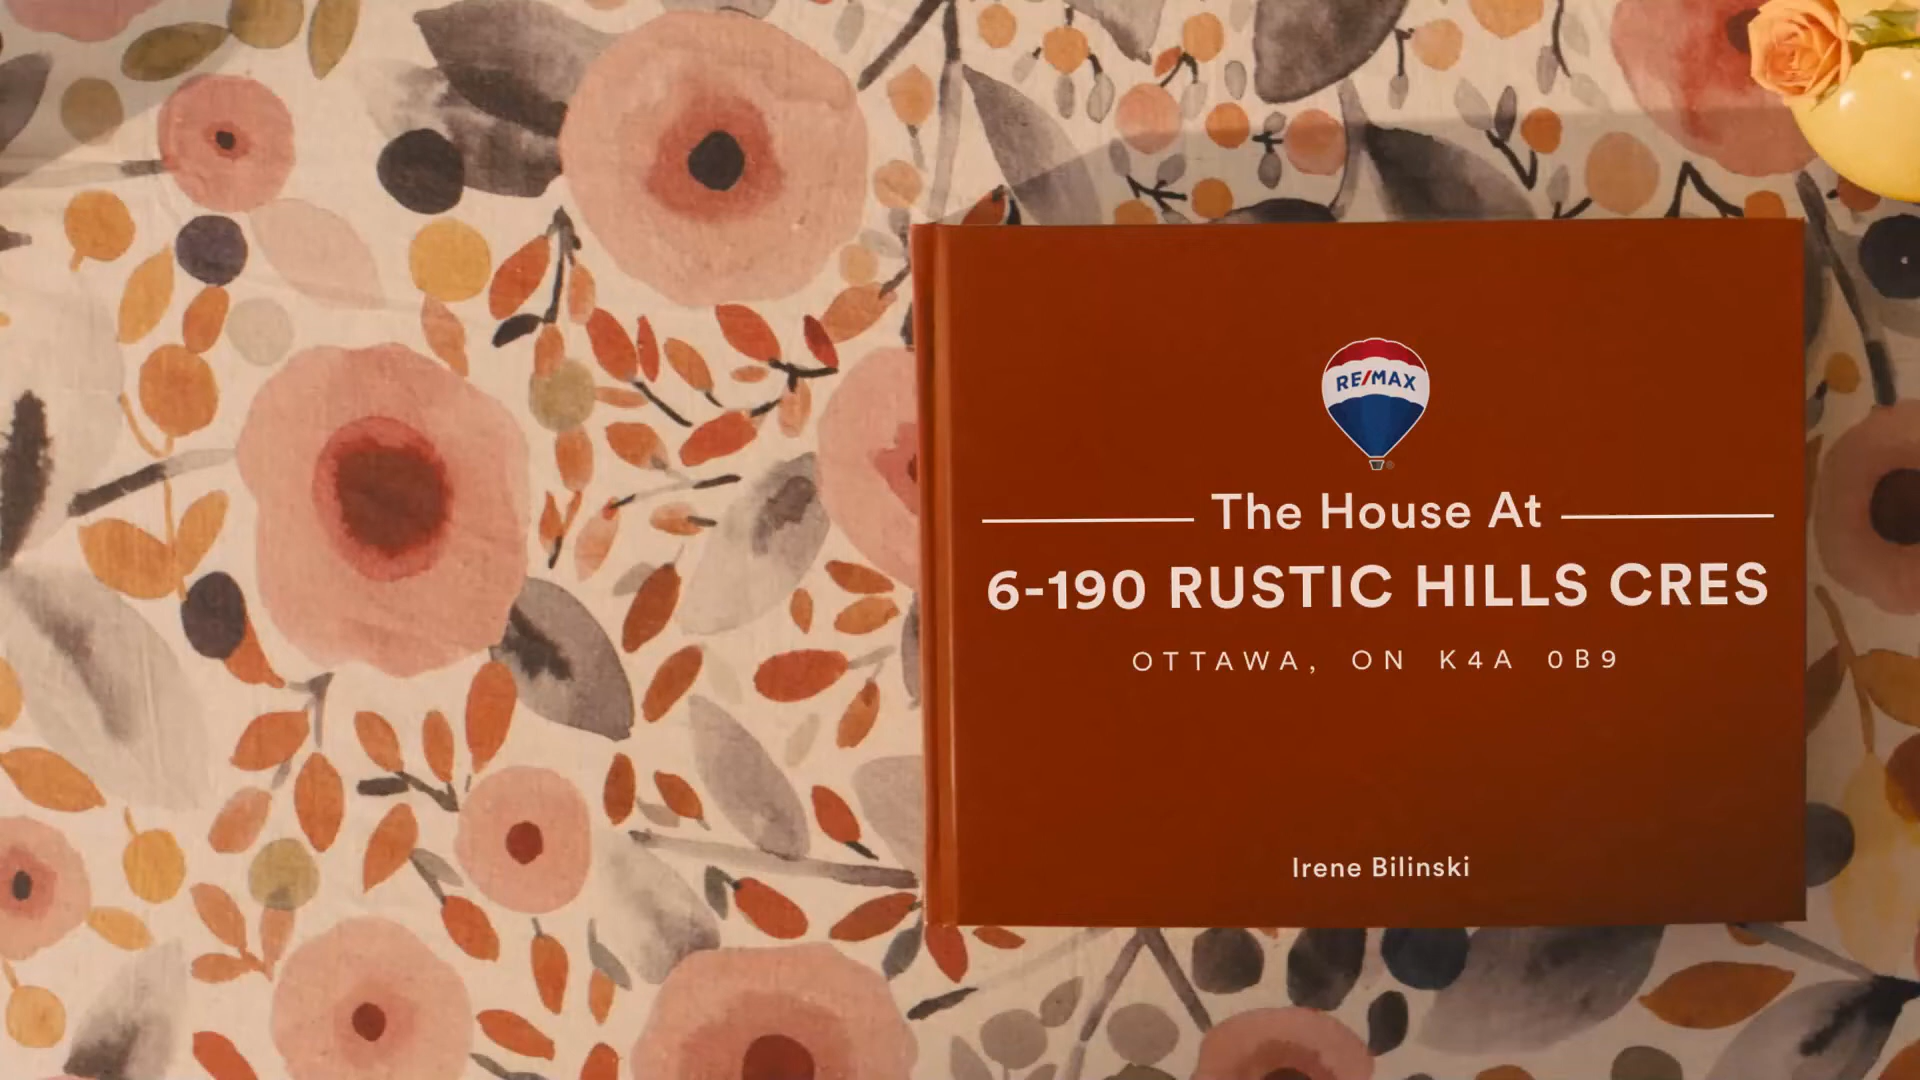 RE/MAX
The House At
6-190 RUSTIC HILLS CRES
OTTAWA, ON K4A 0B9
Irene Bilinski